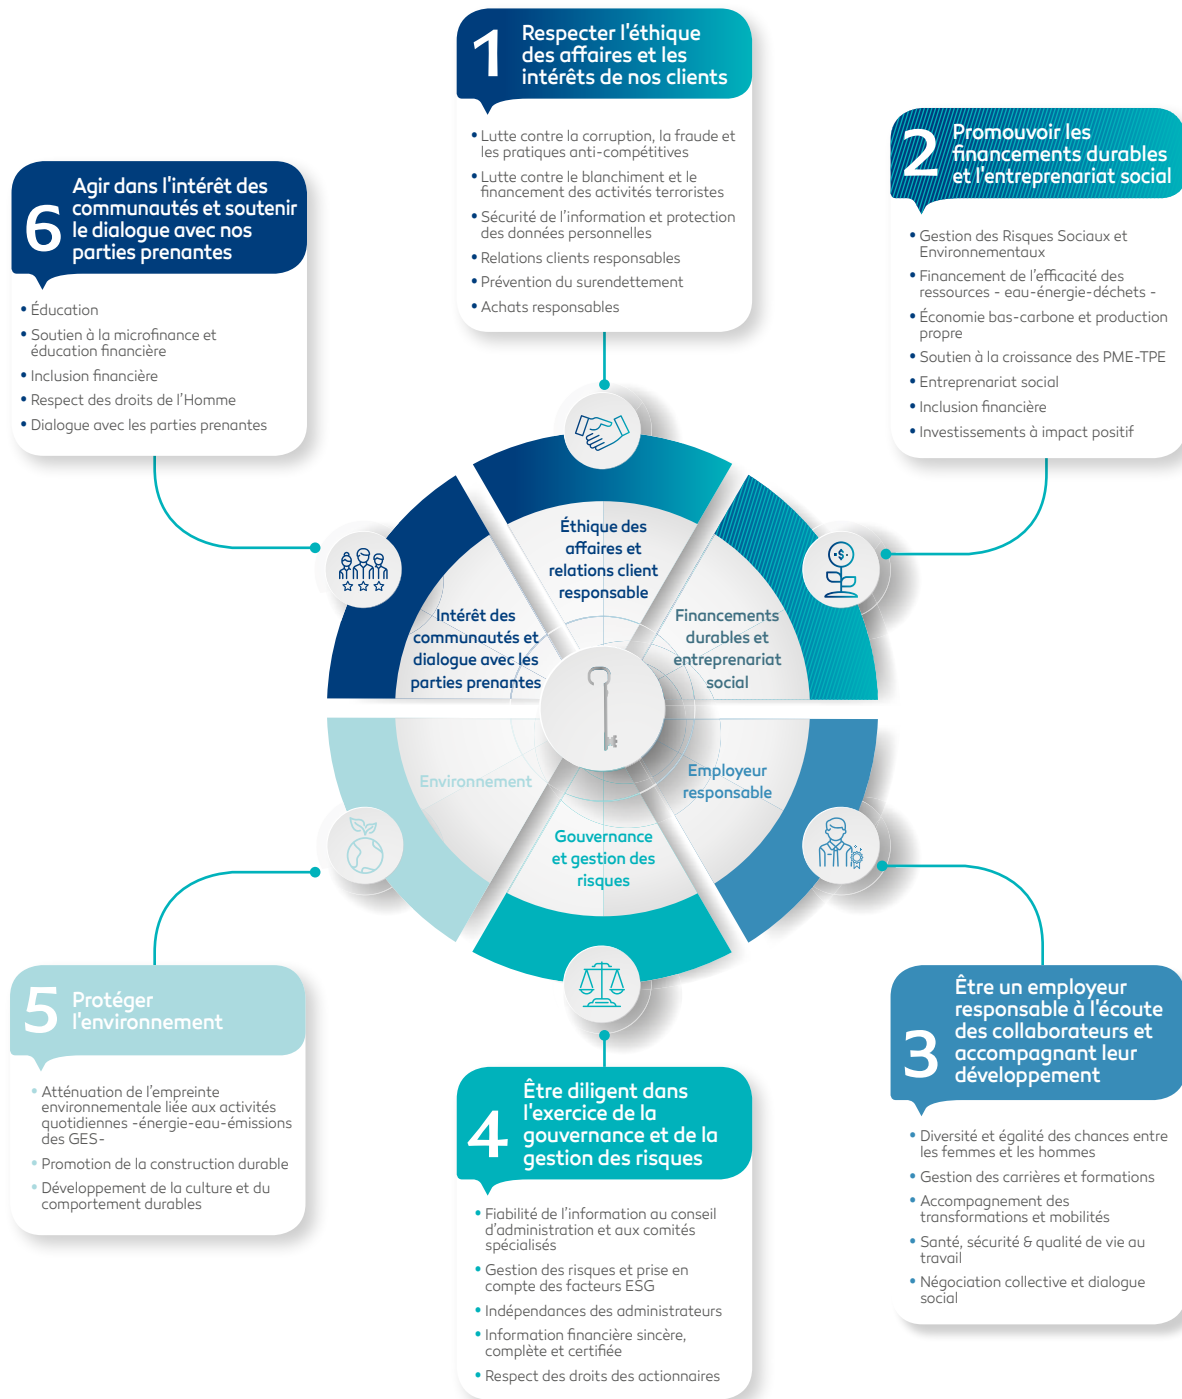 1
Respecter l'éthique
des affaires et les
intérêts de nos clients
• Lutte contre la corruption, la fraude et
les pratiques anti-compétitives
• Lutte contre le blanchiment et le
financement des activités terroristes
• Sécurité de l'information et protection
des données personnelles
• Relations clients responsables
• Prévention du surendettement
• Achats responsables
2
Promouvoir les
financements durables
et l'entreprenariat social
• Gestion des Risques Sociaux et
Environnementaux
• Financement de l'efficacité des
ressources - eau-énergie-déchets -
• Économie bas-carbone et production
propre
• Soutien à la croissance des PME-TPE
• Entreprenariat social
• Inclusion financière
• Investissements à impact positif
6
Agir dans l'intérêt des
communautés et soutenir
le dialogue avec nos
parties prenantes
• Éducation
• Soutien à la microfinance et
éducation financière
• Inclusion financière
• Respect des droits de l'Homme
• Dialogue avec les parties prenantes
Éthique des
affaires et
relations client
responsable
Intérêt des
communautés et
dialogue avec les
parties prenantes
Financements
durables et
entreprenariat
social
Environnement
Employeur
responsable
Gouvernance
et gestion des
risques
5
Protéger
l'environnement
• Atténuation de l'empreinte
environnementale liée aux activités
quotidiennes -énergie-eau-émissions
des GES-
• Promotion de la construction durable
• Développement de la culture et du
comportement durables
4
Être diligent dans
l'exercice de la
gouvernance et de la
gestion des risques
• Fiabilité de l'information au conseil
d'administration et aux comités
spécialisés
• Gestion des risques et prise en
compte des facteurs ESG
• Indépendances des administrateurs
• Information financière sincère,
complète et certifiée
• Respect des droits des actionnaires
3
Être un employeur
responsable à l'écoute
des collaborateurs et
accompagnant leur
développement
• Diversité et égalité des chances entre
les femmes et les hommes
• Gestion des carrières et formations
• Accompagnement des
transformations et mobilités
• Santé, sécurité & qualité de vie au
travail
• Négociation collective et dialogue
social